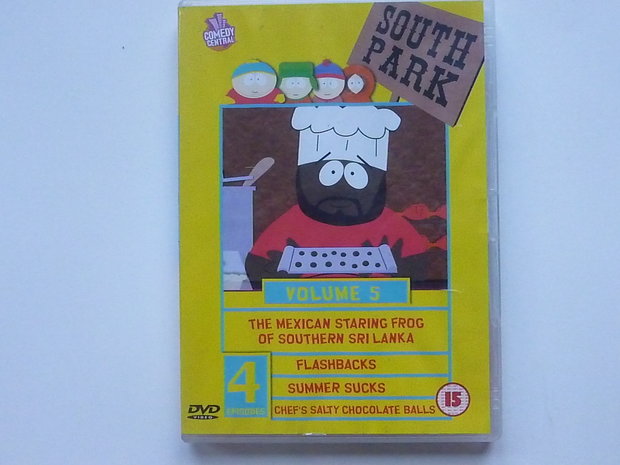 COMEDY
CENTRAL
SOUTH
PARK
VOLUME 5
THE MEXICAN STARING FROG
OF SOUTHERN SRI LANKA
FLASHBACKS
SUMMER SUCKS
CHEF'S SALTY CHOCOLATE BALLS
4
EPISODES
DVD
VIDEO
15